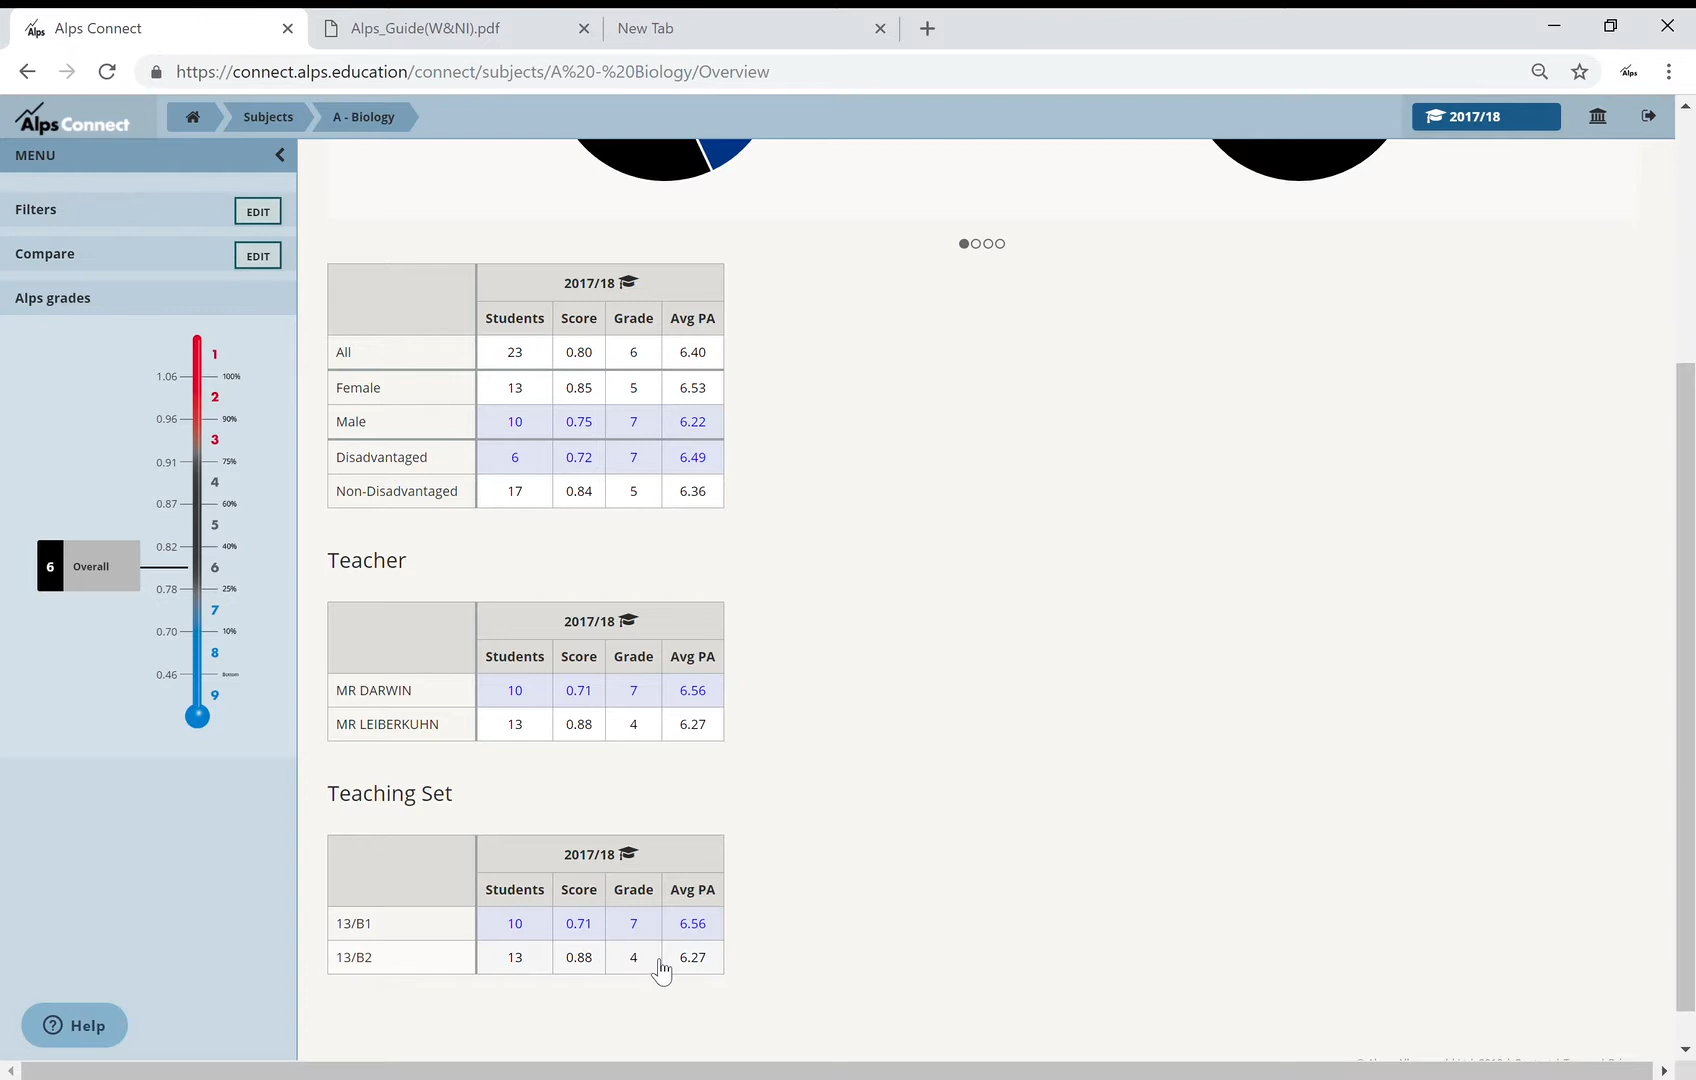 Alps Alps Connect
Alps_Guide(W&NI).pdf
New Tab
https://connect.alps.education/connect/subjects/A%20-%20Biology/Overview
Alps
Alps Connect
Subjects
A - Biology
2017/18
MENU
Filters
EDIT
Compare
EDIT
Alps grades
1
1.06 100%
2
0.96 90%
3
0.91 75%
4
0.87 60%
5
0.82 40%
6 Overall 6
0.78 25%
7
0.70 10%
8
0.46
9
Help
2017/18
Students Score Grade Avg PA
All 23 0.80 6 6.40
Female 13 0.85 5 6.53
Male 10 0.75 7 6.22
Disadvantaged 6 0.72 7 6.49
Non-Disadvantaged 17 0.84 5 6.36
Teacher
2017/18
Students Score Grade Avg PA
MR DARWIN 10 0.71 7 6.56
MR LEIBERKUHN 13 0.88 4 6.27
Teaching Set
2017/18
Students Score Grade Avg PA
13/B1 10 0.71 7 6.56
13/B2 13 0.88 4 6.27